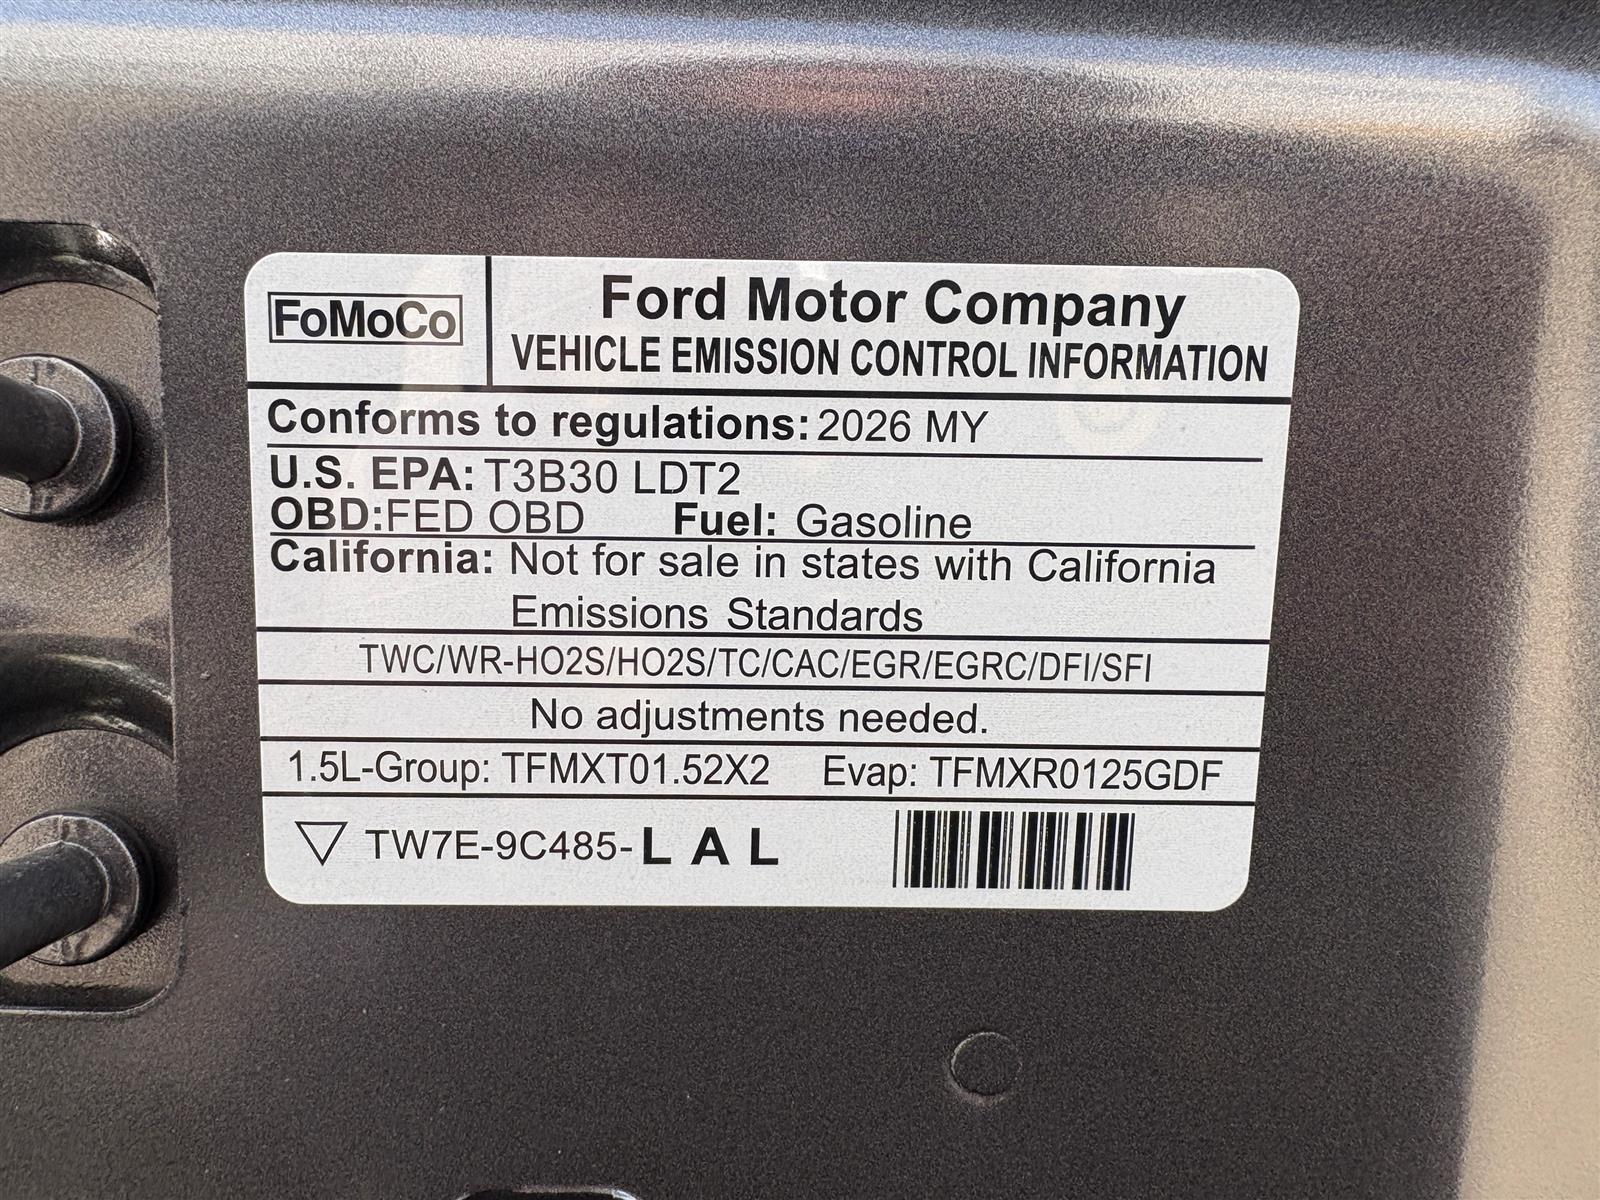 FoMoCo
Ford Motor Company
VEHICLE EMISSION CONTROL INFORMATION
Conforms to regulations: 2026 MY
U.S. EPA: T3B30 LDT2
OBD:FED OBD Fuel: Gasoline
California: Not for sale in states with California
Emissions Standards
TWC/WR-HO2S/HO2S/TC/CAC/EGR/EGRC/DFI/SFI
No adjustments needed.
1.5L-Group: TFMXT01.52X2 Evap: TFMXR0125GDF
TW7E-9C485-L A L